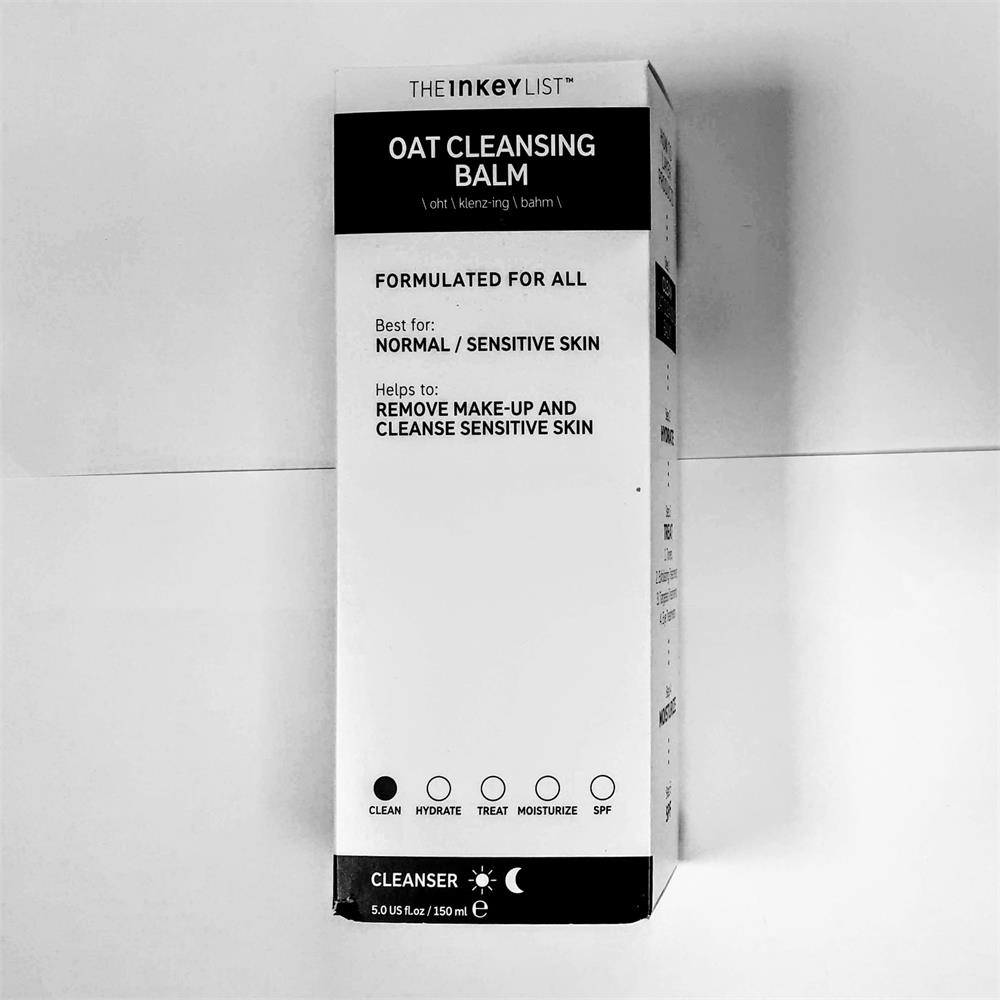 THE INKEY LIST™
OAT CLEANSING
BALM
\ oht \ klenz-ing \ bahm \
FORMULATED FOR ALL
Best for:
NORMAL / SENSITIVE SKIN
Helps to:
REMOVE MAKE-UP AND
CLEANSE SENSITIVE SKIN
CLEAN HYDRATE TREAT MOISTURIZE SPF
CLEANSER
5.0 US fl.oz / 150 ml e
HYDRATE
TREAT
MOISTURIZE
SPF